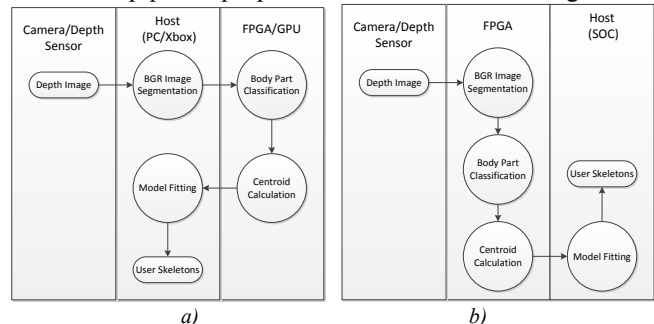 Camera/Depth
Sensor
Host
(PC/Xbox)
FPGA/GPU
Depth Image
BGR Image
Segmentation
Body Part
Classification
Model Fitting
Centroid
Calculation
User Skeletons
a)
Camera/Depth
Sensor
FPGA
Host
(SOC)
Depth Image
BGR Image
Segmentation
Body Part
Classification
User Skeletons
Centroid
Calculation
Model Fitting
b)